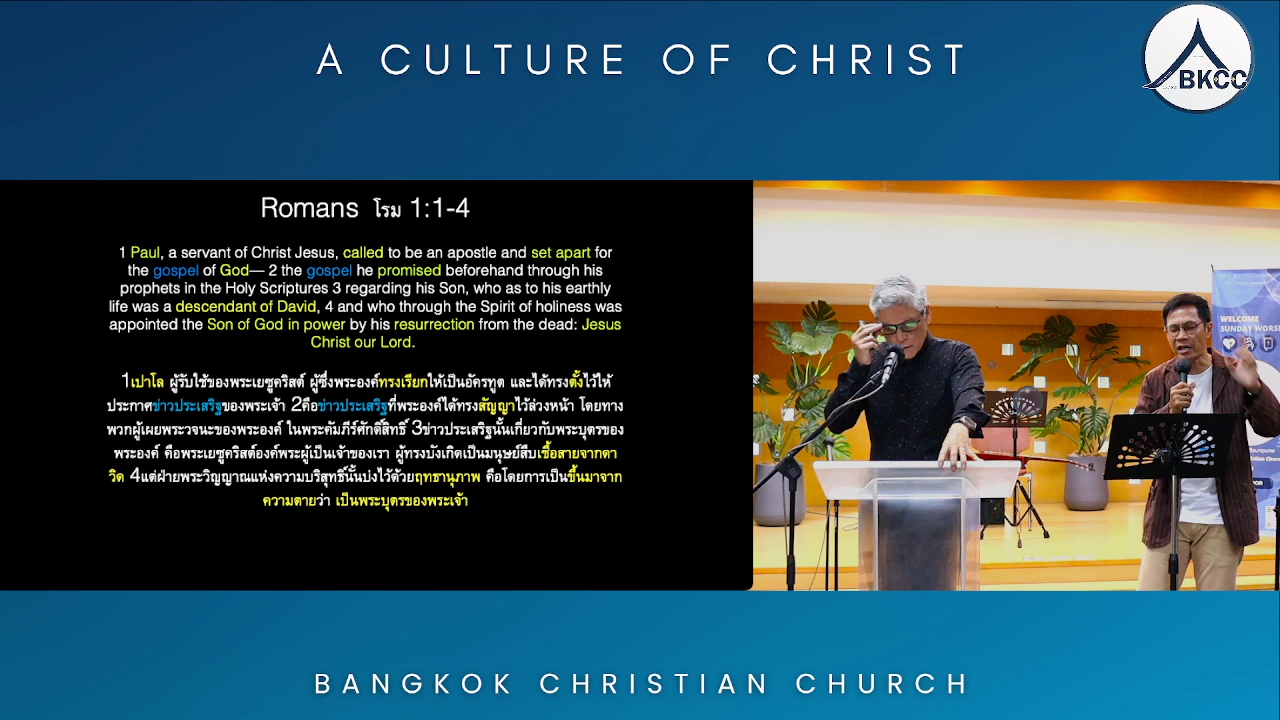 A CULTURE OF CHRIST
BKCC
Romans โรม 1:1-4
1 Paul, a servant of Christ Jesus, called to be an apostle and set apart for
the gospel of God— 2 the gospel he promised beforehand through his
prophets in the Holy Scriptures 3 regarding his Son, who as to his earthly
life was a descendant of David, 4 and who through the Spirit of holiness was
appointed the Son of God in power by his resurrection from the dead: Jesus
Christ our Lord.
1เปาโล ผู้รับใช้ของพระเยซูคริสต์ ผู้ซึ่งพระองค์ทรงเรียกให้เป็นอัครทูต และได้ทรงตั้งไว้ให้
ประกาศข่าวประเสริฐของพระเจ้า 2คือข่าวประเสริฐที่พระองค์ได้ทรงสัญญาไว้ล่วงหน้า โดยทาง
พวกผู้เผยพระวจนะของพระองค์ ในพระคัมภีร์ศักดิ์สิทธิ์ 3ข่าวประเสริฐนั้นเกี่ยวกับพระบุตรของ
พระองค์ คือพระเยซูคริสต์องค์พระผู้เป็นเจ้าของเรา ผู้ทรงบังเกิดเป็นมนุษย์สืบเชื้อสายจากดา
วิด 4แต่ฝ่ายพระวิญญาณแห่งความบริสุทธิ์นั้นบ่งไว้ด้วยฤทธานุภาพ คือโดยการเป็นขึ้นมาจาก
ความตายว่า เป็นพระบุตรของพระเจ้า
WELCOME
SUNDAY WORS
BANGKOK CHRISTIAN CHURCH